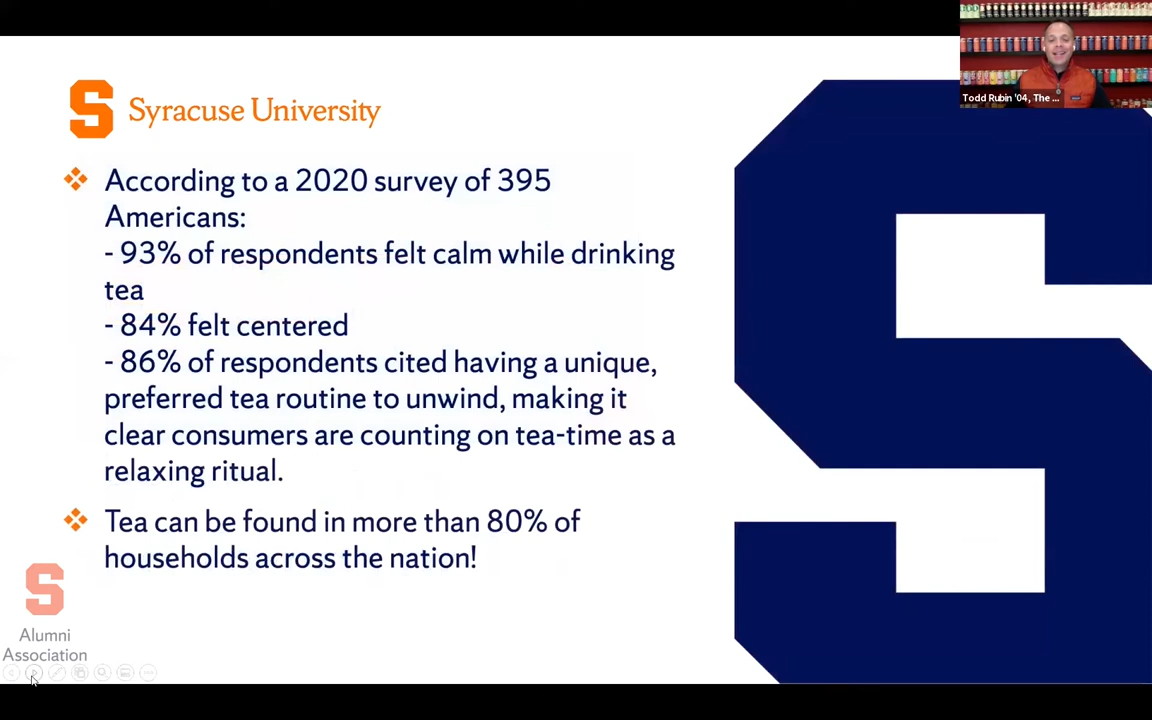 Todd Rubin '04, The ...
S Syracuse University
According to a 2020 survey of 395
Americans:
- 93% of respondents felt calm while drinking
tea
- 84% felt centered
- 86% of respondents cited having a unique,
preferred tea routine to unwind, making it
clear consumers are counting on tea-time as a
relaxing ritual.
Tea can be found in more than 80% of
households across the nation!
S
Alumni
Association
S